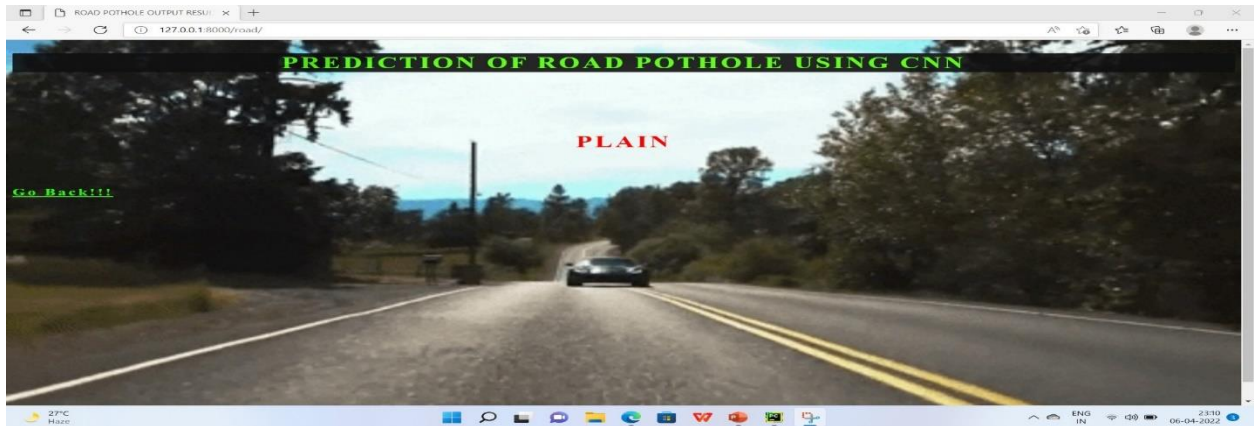 ROAD POTHOLE OUTPUT RESUL
127.0.0.1:8000/road/
PREDICTION OF ROAD POTHOLE USING CNN
PLAIN
Go Back!!!
27°C
Haze
ENG
IN
23:10
06-04-2022